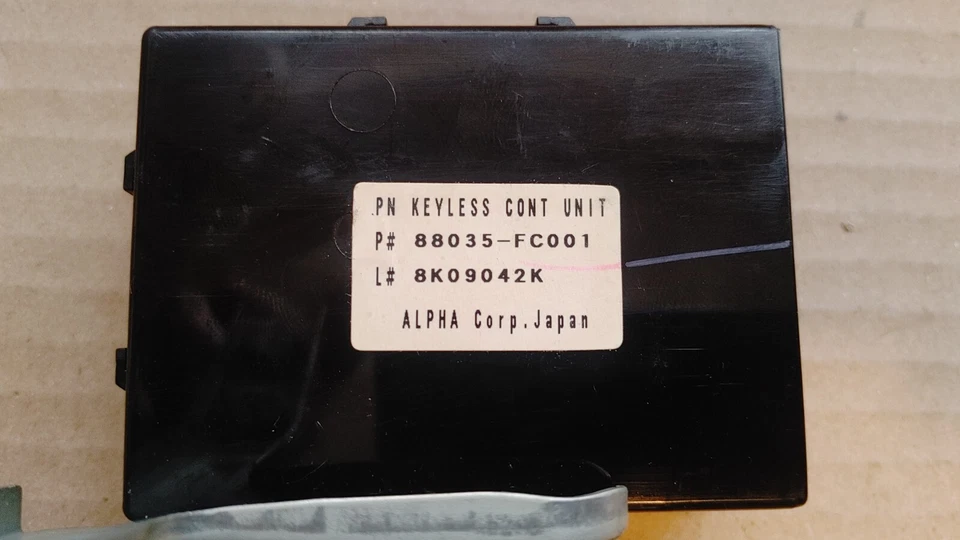 PN KEYLESS CONT UNIT
P# 88035-FC001
L# 8K09042K
ALPHA Corp.Japan